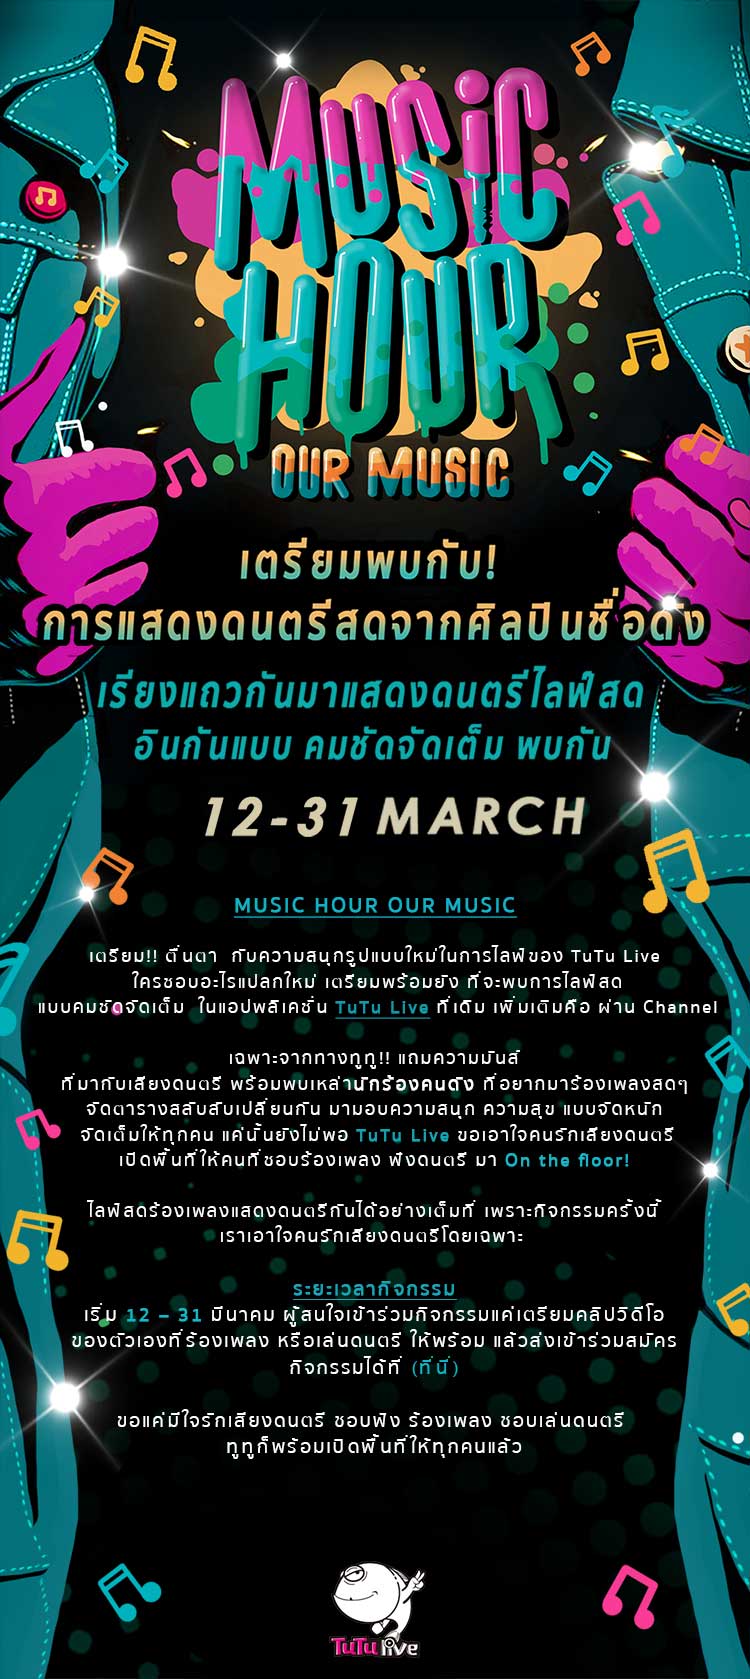 MUSIC
HOUR
OUR MUSIC
เตรียมพบกับ!
การแสดงดนตรีสดจากศิลปินชื่อดัง
เรียงแถวกันมาแสดงดนตรีไลฟ์สด
อินกันแบบ คมชัดจัดเต็ม พบกัน
12-31 MARCH
MUSIC HOUR OUR MUSIC
เตรียม!! ตื่นตา กับความสนุกรูปแบบใหม่ในการไลฟ์ของ TuTu Live
ใครชอบอะไรแปลกใหม่ เตรียมพร้อมยัง ที่จะพบการไลฟ์สด
แบบคมชัดจัดเต็ม ในแอปพลิเคชั่น TuTu Live ที่เดิม เพิ่มเติมคือ ผ่าน Channel
เฉพาะจากทางทูทู!! แถมความมันส์
ที่มากับเสียงดนตรี พร้อมพบเหล่านักร้องคนดัง ที่อยากมาร้องเพลงสดๆ
จัดตารางสลับสับเปลี่ยนกัน มามอบความสนุก ความสุข แบบจัดหนัก
จัดเต็มให้ทุกคน แค่นั้นยังไม่พอ TuTu Live ขอเอาใจคนรักเสียงดนตรี
เปิดพื้นที่ให้คนที่ชอบร้องเพลง ฟังดนตรี มา On the floor!
ไลฟ์สดร้องเพลงแสดงดนตรีกันได้อย่างเต็มที่ เพราะกิจกรรมครั้งนี้
เราเอาใจคนรักเสียงดนตรีโดยเฉพาะ
ระยะเวลากิจกรรม
เริ่ม 12 – 31 มีนาคม ผู้สนใจเข้าร่วมกิจกรรมแค่เตรียมคลิปวิดีโอ
ของตัวเองที่ร้องเพลง หรือเล่นดนตรี ให้พร้อม แล้วส่งเข้าร่วมสมัคร
กิจกรรมได้ที่ (ที่นี่)
ขอแค่มีใจรักเสียงดนตรี ชอบฟัง ร้องเพลง ชอบเล่นดนตรี
ทูทูก็พร้อมเปิดพื้นที่ให้ทุกคนแล้ว
TuTu live